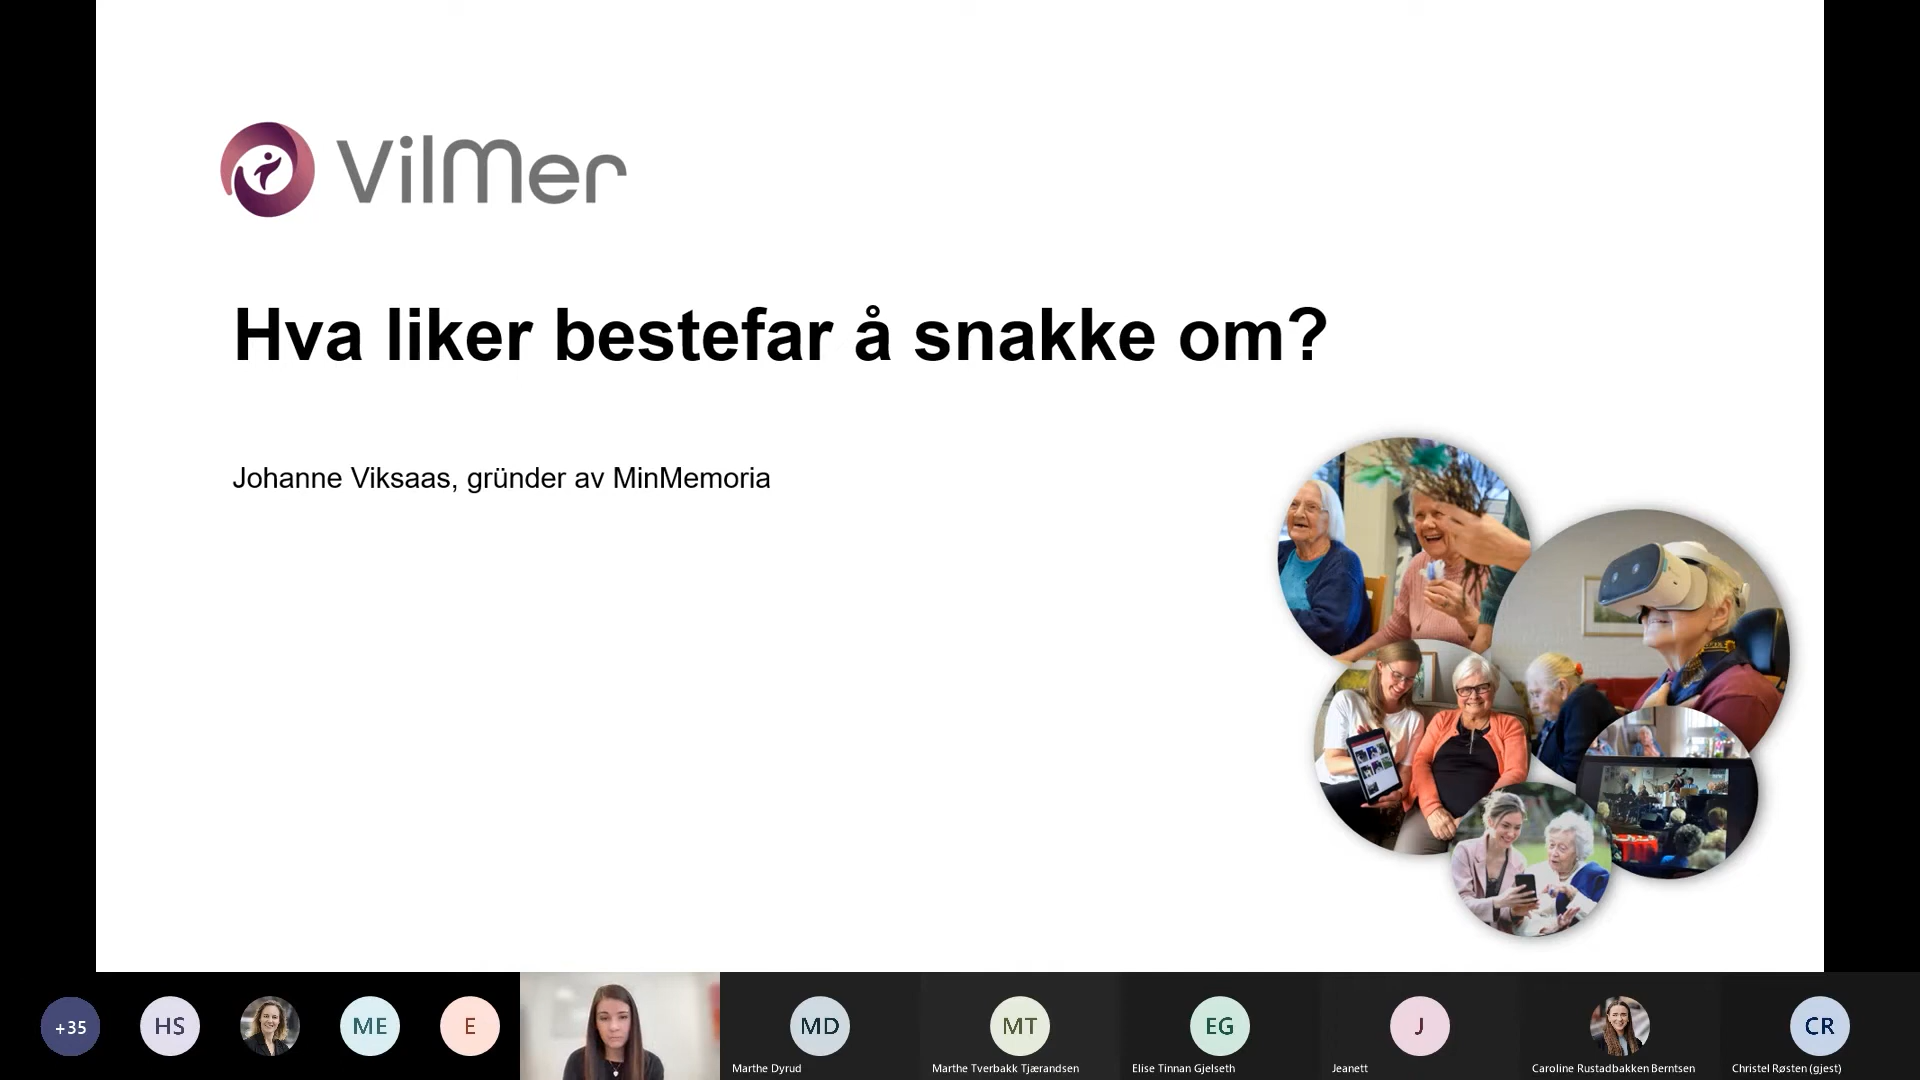 VilMer
Hva liker bestefar å snakke om?
Johanne Viksaas, gründer av MinMemoria
+35
HS
ME
E
MD
MT
EG
J
CR
Marthe Dyrud
Marthe Tverbakk Tjærandsen
Elise Tinnan Gjelseth
Jeanett
Caroline Rustadbakken Berntsen
Christel Røsten (gjest)